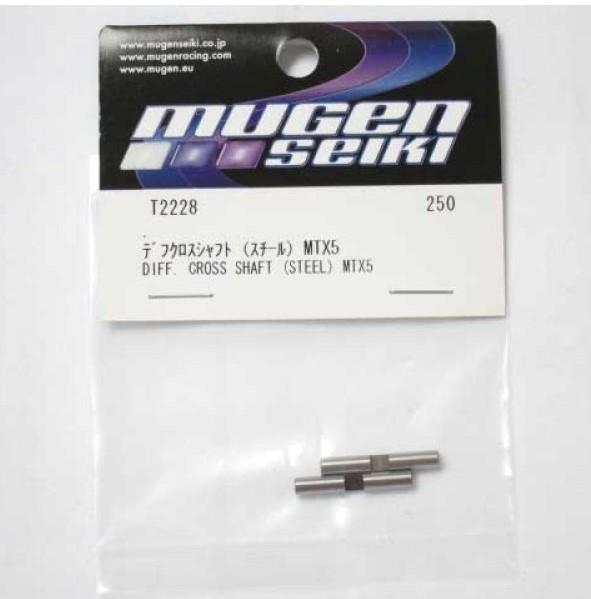 www.mugenseiki.co.jp
www.mugenracing.com
www.mugen.eu
mugen
seiki
T2228 250
ﾃﾞﾌｸﾛｽｼｬﾌﾄ (ｽﾁｰﾙ) MTX5
DIFF. CROSS SHAFT (STEEL) MTX5